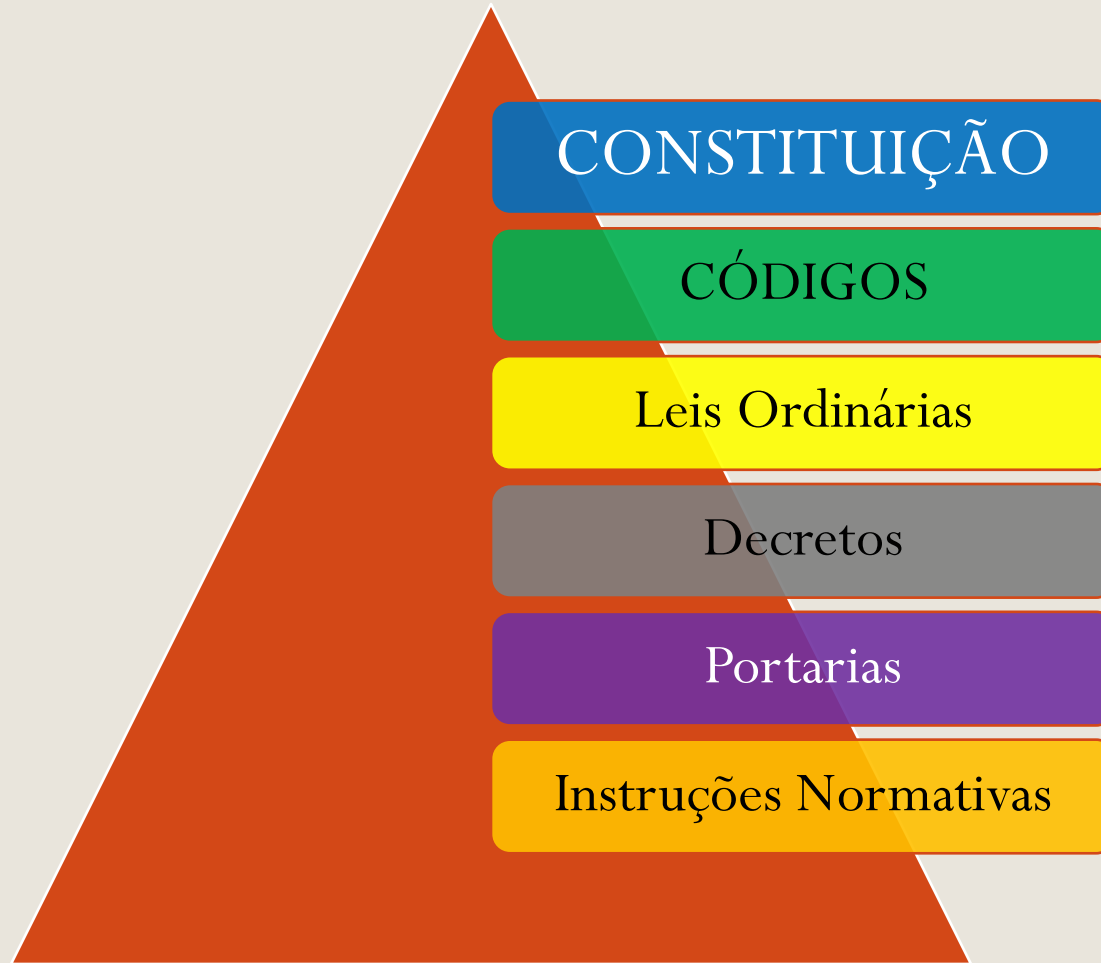 CONSTITUIÇÃO
CÓDIGOS
Leis Ordinárias
Decretos
Portarias
Instruções Normativas